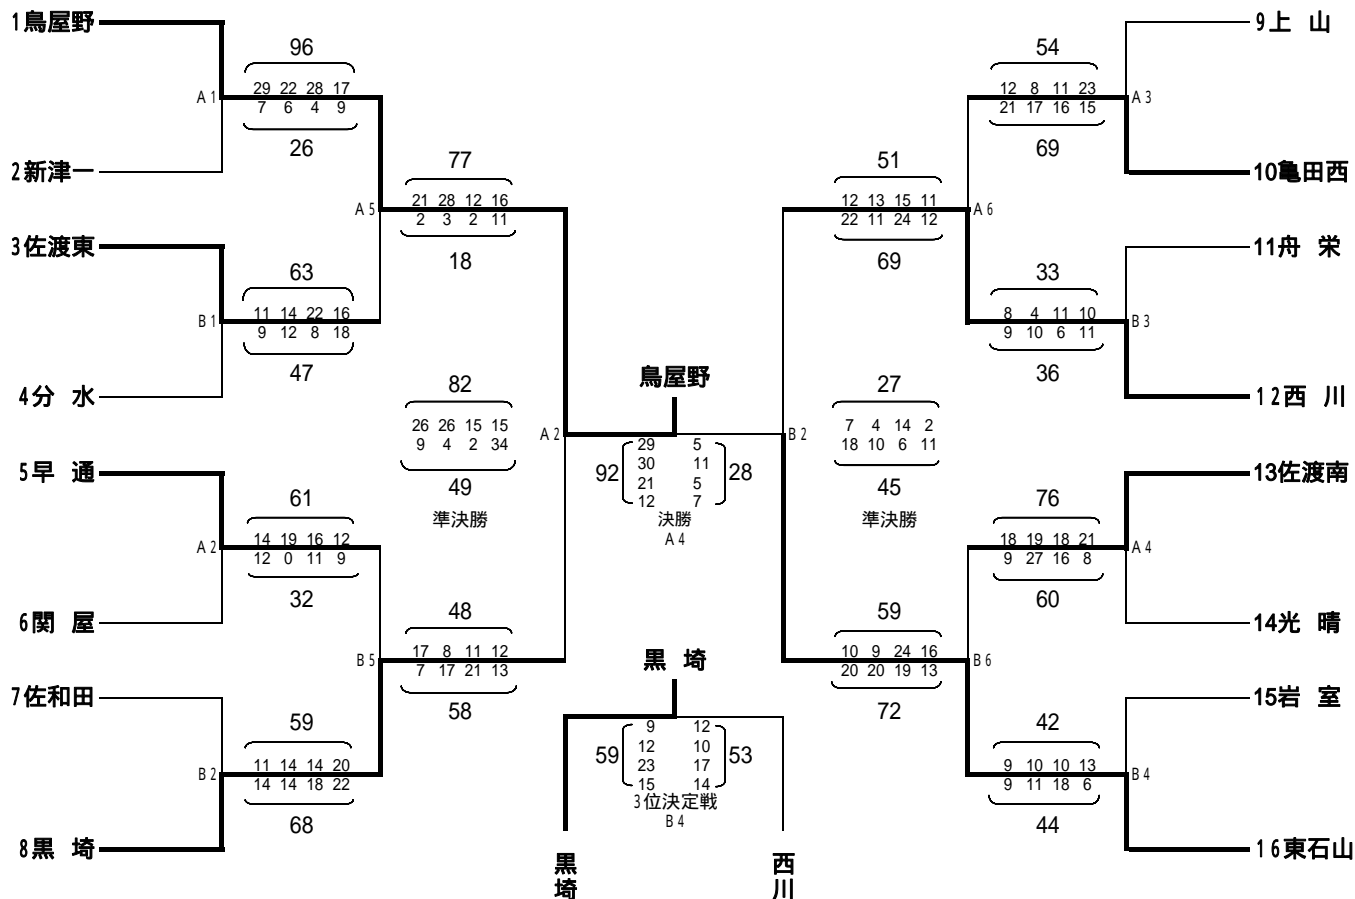 1鳥屋野
96
29 22 28 17
A1
7 6 4 9
26
2新津一
77
21 28 12 16
A5
2 3 2 11
18
3佐渡東
63
11 14 22 16
B1
9 12 8 18
47
4分 水
82
26 26 15 15
9 4 2 34
49
準決勝
A2
5早 通
61
14 19 16 12
A2
12 0 11 9
32
6関 屋
48
17 8 11 12
B5
7 17 21 13
58
7佐和田
59
11 14 14 20
B2
14 14 18 22
68
8黒 埼
鳥屋野
29 5
30 11
92 28
21 5
12 7
決勝
A4
黒 埼
9 12
12 10
59 53
23 17
15 14
3位決定戦
B4
黒埼
西川
9上 山
54
12 8 11 23
A3
21 17 16 15
69
10亀田西
51
12 13 15 11
A6
22 11 24 12
69
11舟 栄
33
8 4 11 10
B3
9 10 6 11
36
12西 川
27
B2
7 4 14 2
18 10 6 11
45
準決勝
13佐渡南
76
18 19 18 21
A4
9 27 16 8
60
14光 晴
59
10 9 24 16
B6
20 20 19 13
72
15岩 室
42
9 10 10 13
B4
9 11 18 6
44
16東石山